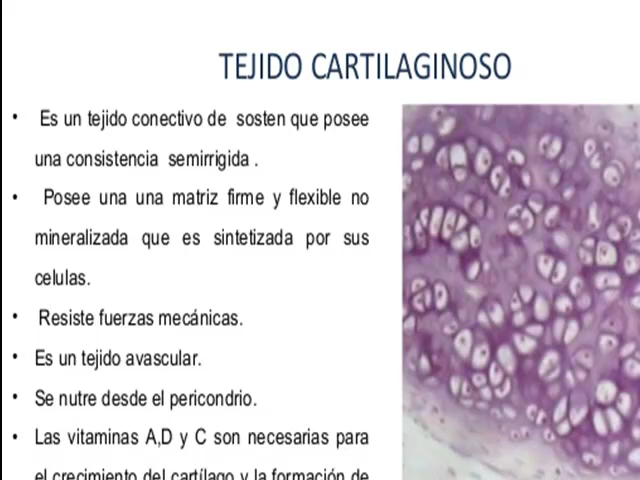 TEJIDO CARTILAGINOSO
• Es un tejido conectivo de sosten que posee
una consistencia semirrigida .
• Posee una una matriz firme y flexible no
mineralizada que es sintetizada por sus
celulas.
• Resiste fuerzas mecánicas.
• Es un tejido avascular.
• Se nutre desde el pericondrio.
• Las vitaminas A,D y C son necesarias para
el crecimiento del cartílago y la formación de